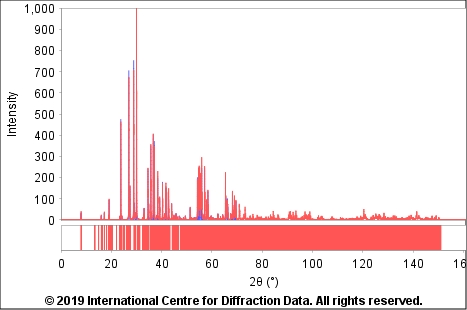 1,000
900
800
700
600
500
400
300
200
100
0
Intensity
0 20 40 60 80 100 120 140 16
2θ (°)
© 2019 International Centre for Diffraction Data. All rights reserved.